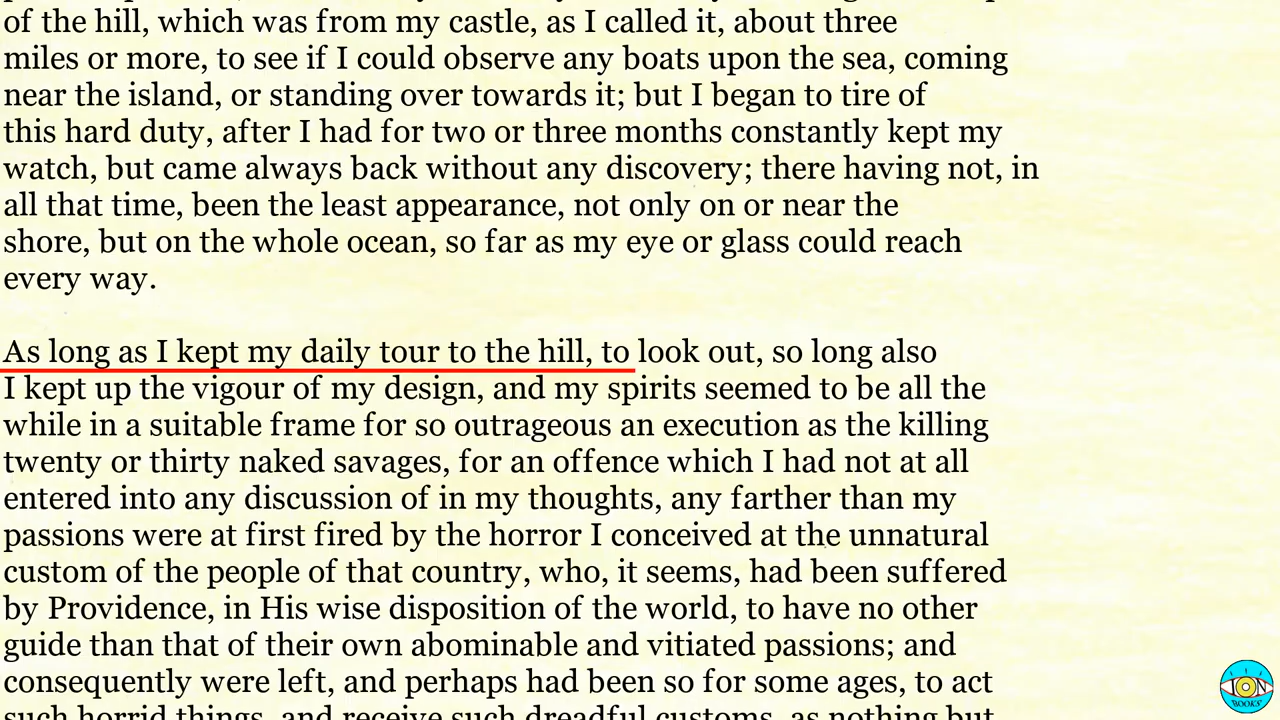 of the hill, which was from my castle, as I called it, about three
miles or more, to see if I could observe any boats upon the sea, coming
near the island, or standing over towards it; but I began to tire of
this hard duty, after I had for two or three months constantly kept my
watch, but came always back without any discovery; there having not, in
all that time, been the least appearance, not only on or near the
shore, but on the whole ocean, so far as my eye or glass could reach
every way.
As long as I kept my daily tour to the hill, to look out, so long also
I kept up the vigour of my design, and my spirits seemed to be all the
while in a suitable frame for so outrageous an execution as the killing
twenty or thirty naked savages, for an offence which I had not at all
entered into any discussion of in my thoughts, any farther than my
passions were at first fired by the horror I conceived at the unnatural
custom of the people of that country, who, it seems, had been suffered
by Providence, in His wise disposition of the world, to have no other
guide than that of their own abominable and vitiated passions; and
consequently were left, and perhaps had been so for some ages, to act
such horrid things, and receive such dreadful customs, as nothing but
ION
BOOKS